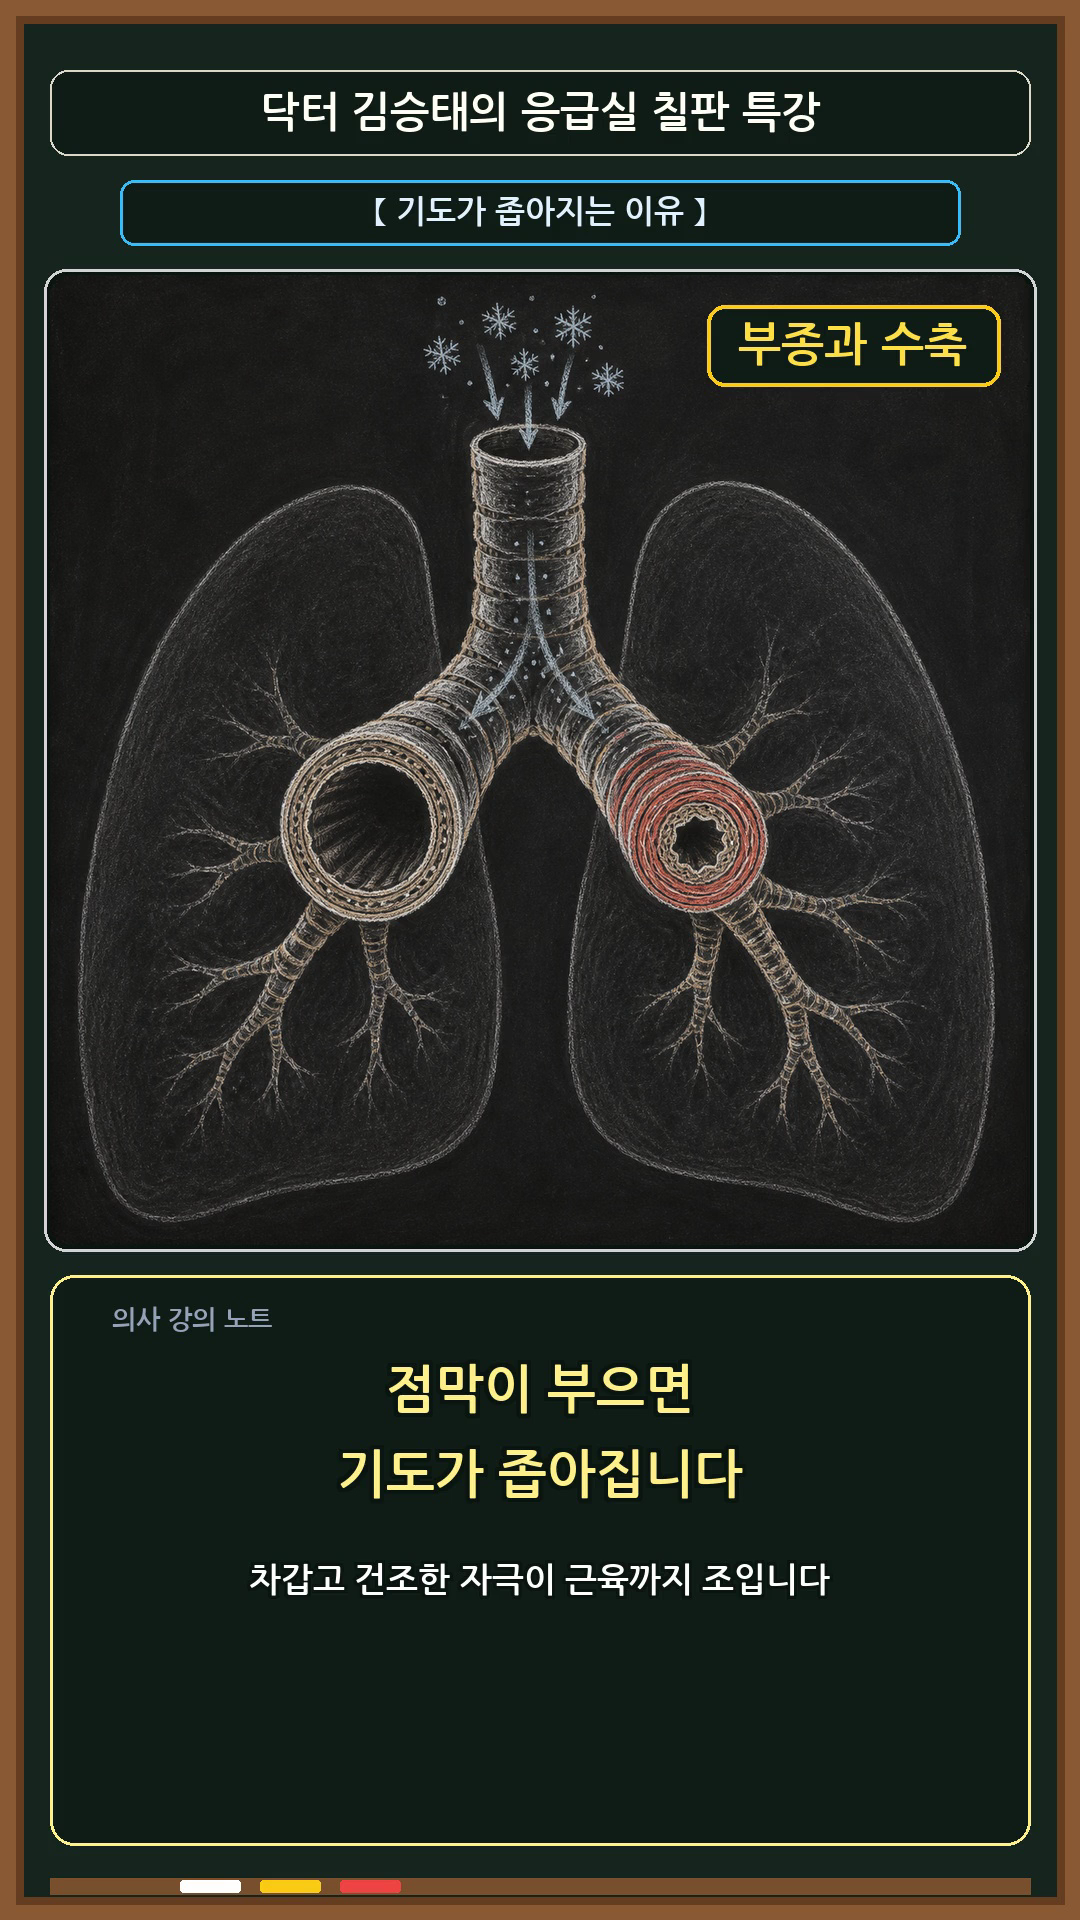 닥터 김승태의 응급실 칠판 특강
【 기도가 좁아지는 이유 】
부종과 수축
의사 강의 노트
점막이 부으면
기도가 좁아집니다
차갑고 건조한 자극이 근육까지 조입니다